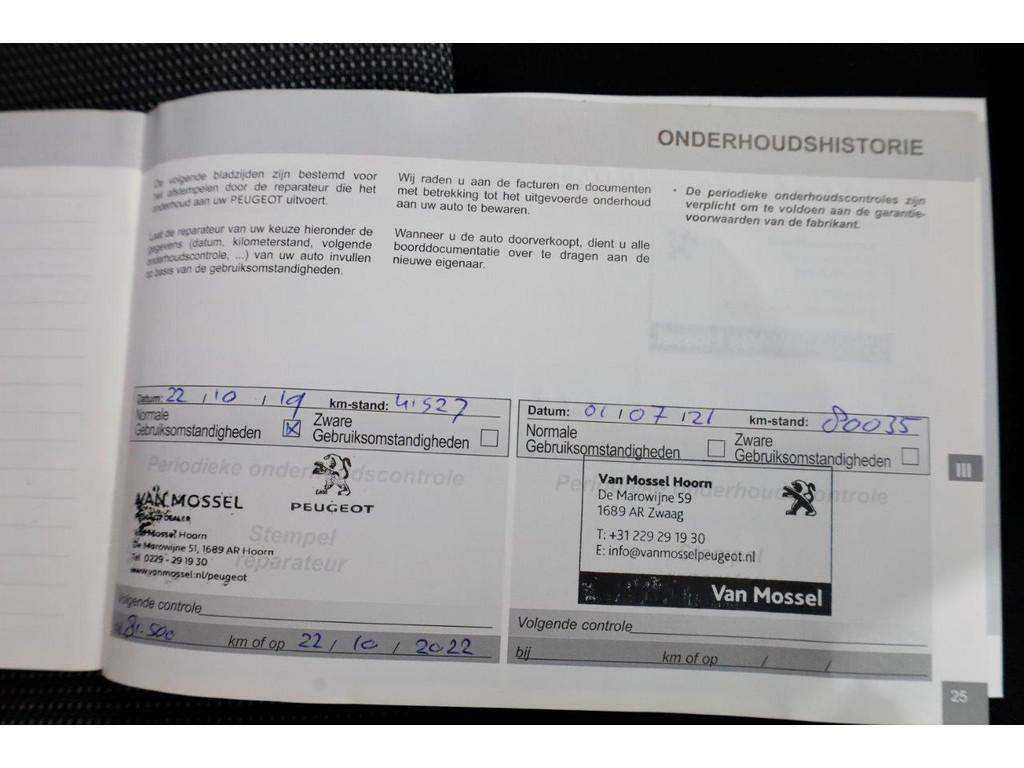 ONDERHOUDSHISTORIE
De volgende bladzijden zijn bestemd voor
het afstempelen door de reparateur die het
onderhoud aan uw PEUGEOT uitvoert.
Laat de reparateur van uw keuze hieronder de
gegevens (datum, kilometerstand, volgende
onderhoudscontrole, ...) van uw auto invullen
op basis van de gebruiksomstandigheden.
Wij raden u aan de facturen en documenten
met betrekking tot het uitgevoerde onderhoud
aan uw auto te bewaren.
Wanneer u de auto doorverkoopt, dient u alle
boorddocumentatie over te dragen aan de
nieuwe eigenaar.
• De periodieke onderhoudscontroles zijn
verplicht om te voldoen aan de garantie-
voorwaarden van de fabrikant.
Datum: 22 / 10 / 19 km-stand: 41.527
Normale
Gebruiksomstandigheden
Zware
Gebruiksomstandigheden
Periodieke onderhoudscontrole
VAN MOSSEL
DEALER
PEUGEOT
Van Mossel Hoorn
De Marowijne 51, 1689 AR Hoorn
Tel 0229 - 29 19 30
www.vanmossel.nl/peugeot
Stempel
reparateur
Volgende controle
81.500 km of op 22 / 10 / 2022
Datum: 01 / 07 / 21 km-stand: 80035
Normale
Gebruiksomstandigheden
Zware
Gebruiksomstandigheden
Van Mossel Hoorn
De Marowijne 59
1689 AR Zwaag
T: +31 229 29 19 30
E: info@vanmosselpeugeot.nl
Van Mossel
Volgende controle
bij km of op / /
III
25